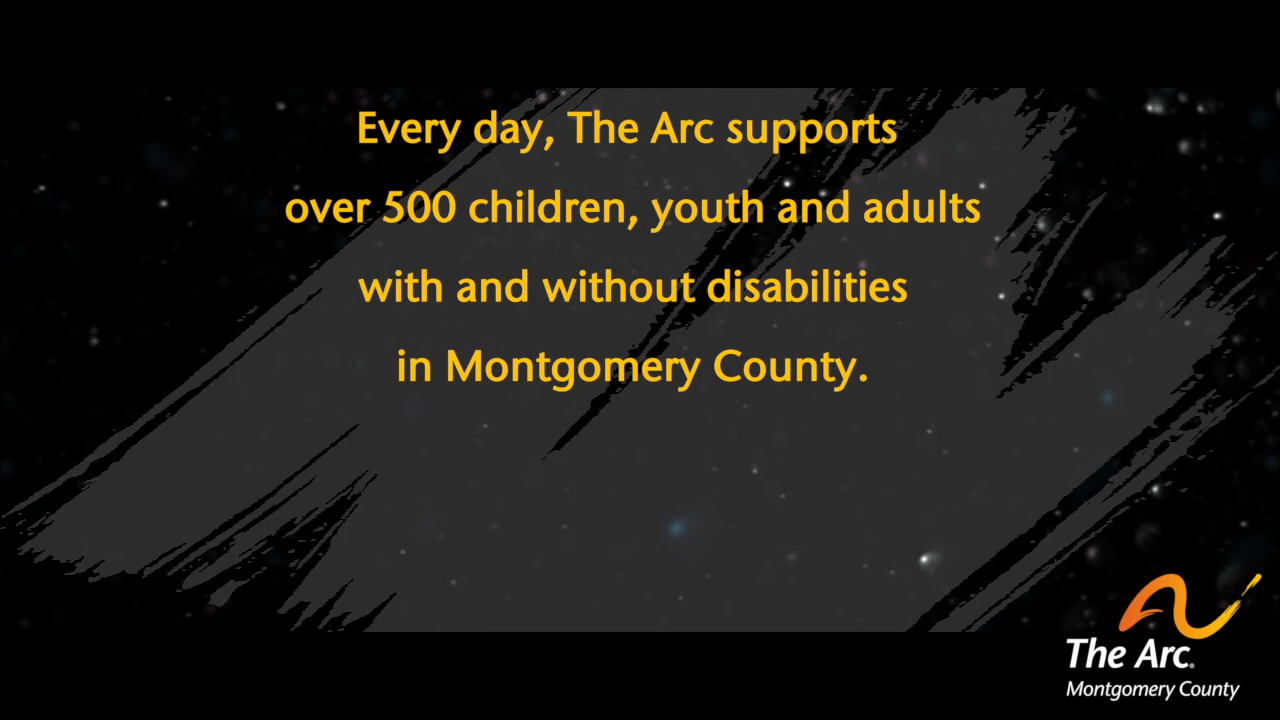 Every day, The Arc supports
over 500 children, youth and adults
with and without disabilities
in Montgomery County.
The Arc®
Montgomery County